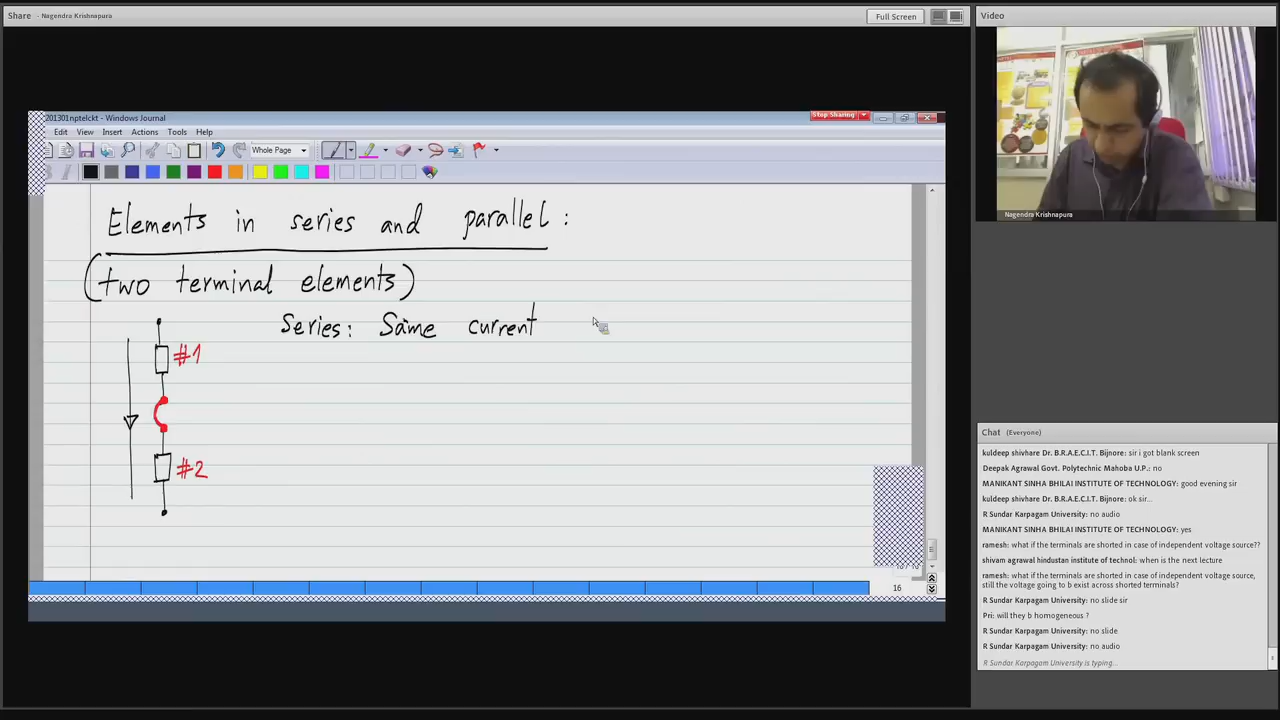 Share - Nagendra Krishnapura
Full Screen
Video
201301nptelckt - Windows Journal
Stop Sharing
Edit View Insert Actions Tools Help
Whole Page
Elements in series and parallel :
(two terminal elements)
Series: Same current
#1
#2
16
Nagendra Krishnapura
Chat (Everyone)
kuldeep shivhare Dr. B.R.A.E.C.I.T. Bijnore: sir i got blank screen
Deepak Agrawal Govt. Polytechnic Mahoba U.P.: no
MANIKANT SINHA BHILAI INSTITUTE OF TECHNOLOGY: good evening sir
kuldeep shivhare Dr. B.R.A.E.C.I.T. Bijnore: ok sir...
R Sundar Karpagam University: no audio
MANIKANT SINHA BHILAI INSTITUTE OF TECHNOLOGY: yes
ramesh: what if the terminals are shorted in case of independent voltage source??
shivam agrawal hindustan institute of technol: when is the next lecture
ramesh: what if the terminals are shorted in case of independent voltage source,
still the voltage going to b exist across shorted terminals?
R Sundar Karpagam University: no slide sir
Pri: will they b homogeneous ?
R Sundar Karpagam University: no slide
R Sundar Karpagam University: no audio
R Sundar Karpagam University is typing...